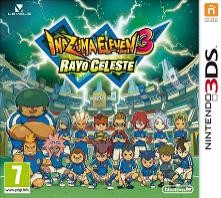 LEVEL5
INAZUMA ELEVEN 3
RAYO CELESTE
NINTENDO 3DS
7
www.pegi.info
Nintendo